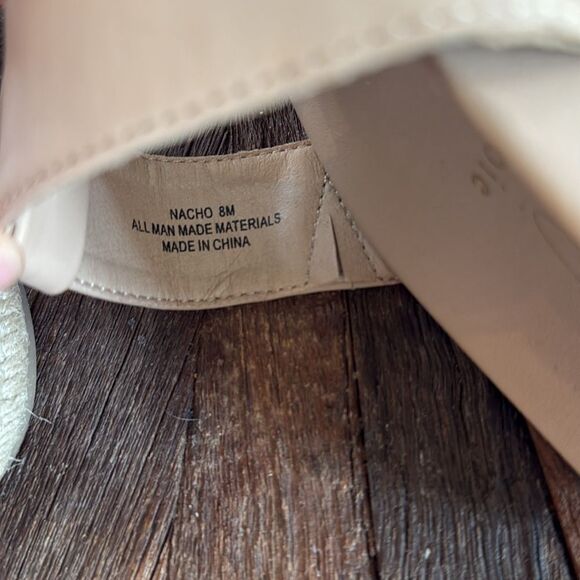 NACHO 8M
ALL MAN MADE MATERIALS
MADE IN CHINA